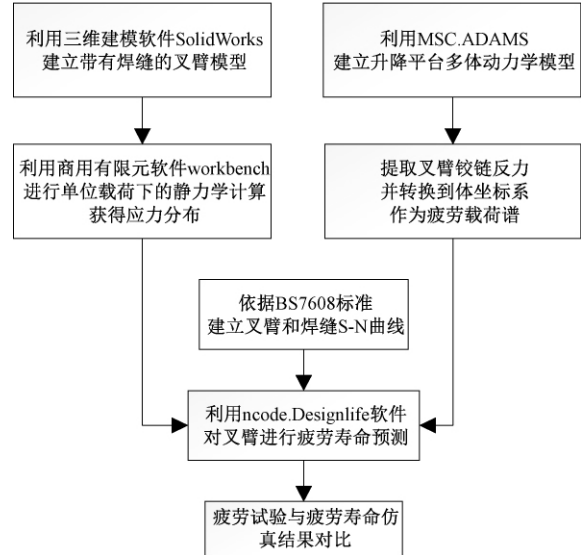 利用三维建模软件SolidWorks
建立带有焊缝的叉臂模型
利用MSC.ADAMS
建立升降平台多体动力学模型
利用商用有限元软件workbench
进行单位载荷下的静力学计算
获得应力分布
提取叉臂铰链反力
并转换到体坐标系
作为疲劳载荷谱
依据BS7608标准
建立叉臂和焊缝S-N曲线
利用ncode.Designlife软件
对叉臂进行疲劳寿命预测
疲劳试验与疲劳寿命仿
真结果对比